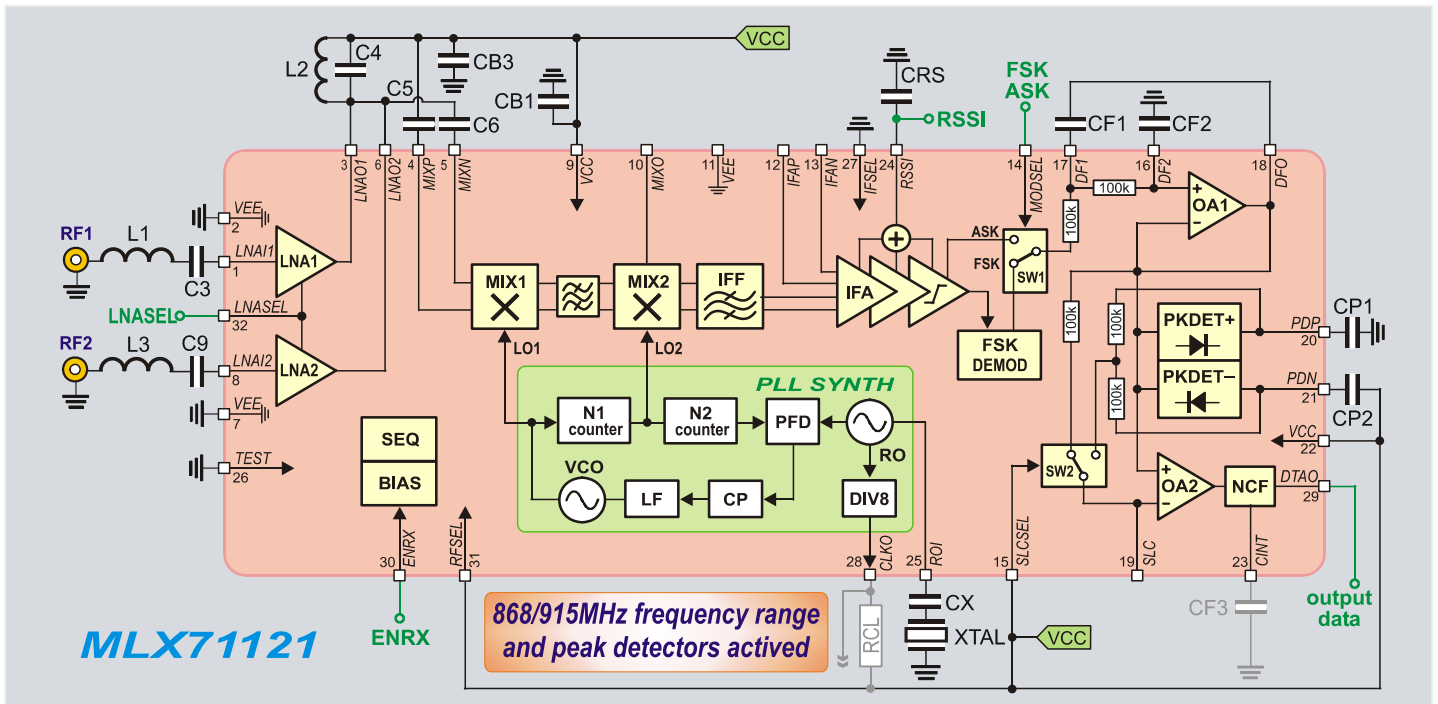 C4
L2
C5
CB3
C6
CB1
VCC
CRS
RSSI
FSK
ASK
CF1
CF2
3
LNAO1
6
LNAO2
4
MIXP
5
MIXN
9
VCC
10
MIXO
11
VEE
12
IFAP
13
IFAN
27
IFSEL
24
RSSI
14
MODSEL
17
DF1
16
DF2
18
DFO
VEE
2
RF1
L1
C3
LNAI1
1
LNA1
LNASEL
32
RF2
L3
C9
LNAI2
8
LNA2
VEE
7
TEST
26
MIX1
MIX2
IFF
IFA
+
ASK
FSK
SW1
FSK
DEMOD
100k
100k
+
OA1
–
100k
100k
100k
PKDET+
PKDET–
PDP
20
CP1
PDN
21
CP2
VCC
22
LO1
LO2
PLL SYNTH
N1
counter
N2
counter
PFD
RO
VCO
LF
CP
DIV8
SEQ
BIAS
SW2
+
OA2
–
NCF
DTAO
29
30
ENRX
RFSEL
31
28
CLKO
25
ROI
15
SLCSEL
19
SLC
23
CINT
ENRX
MLX71121
868/915MHz frequency range
and peak detectors actived
RCL
CX
XTAL
VCC
CF3
output
data